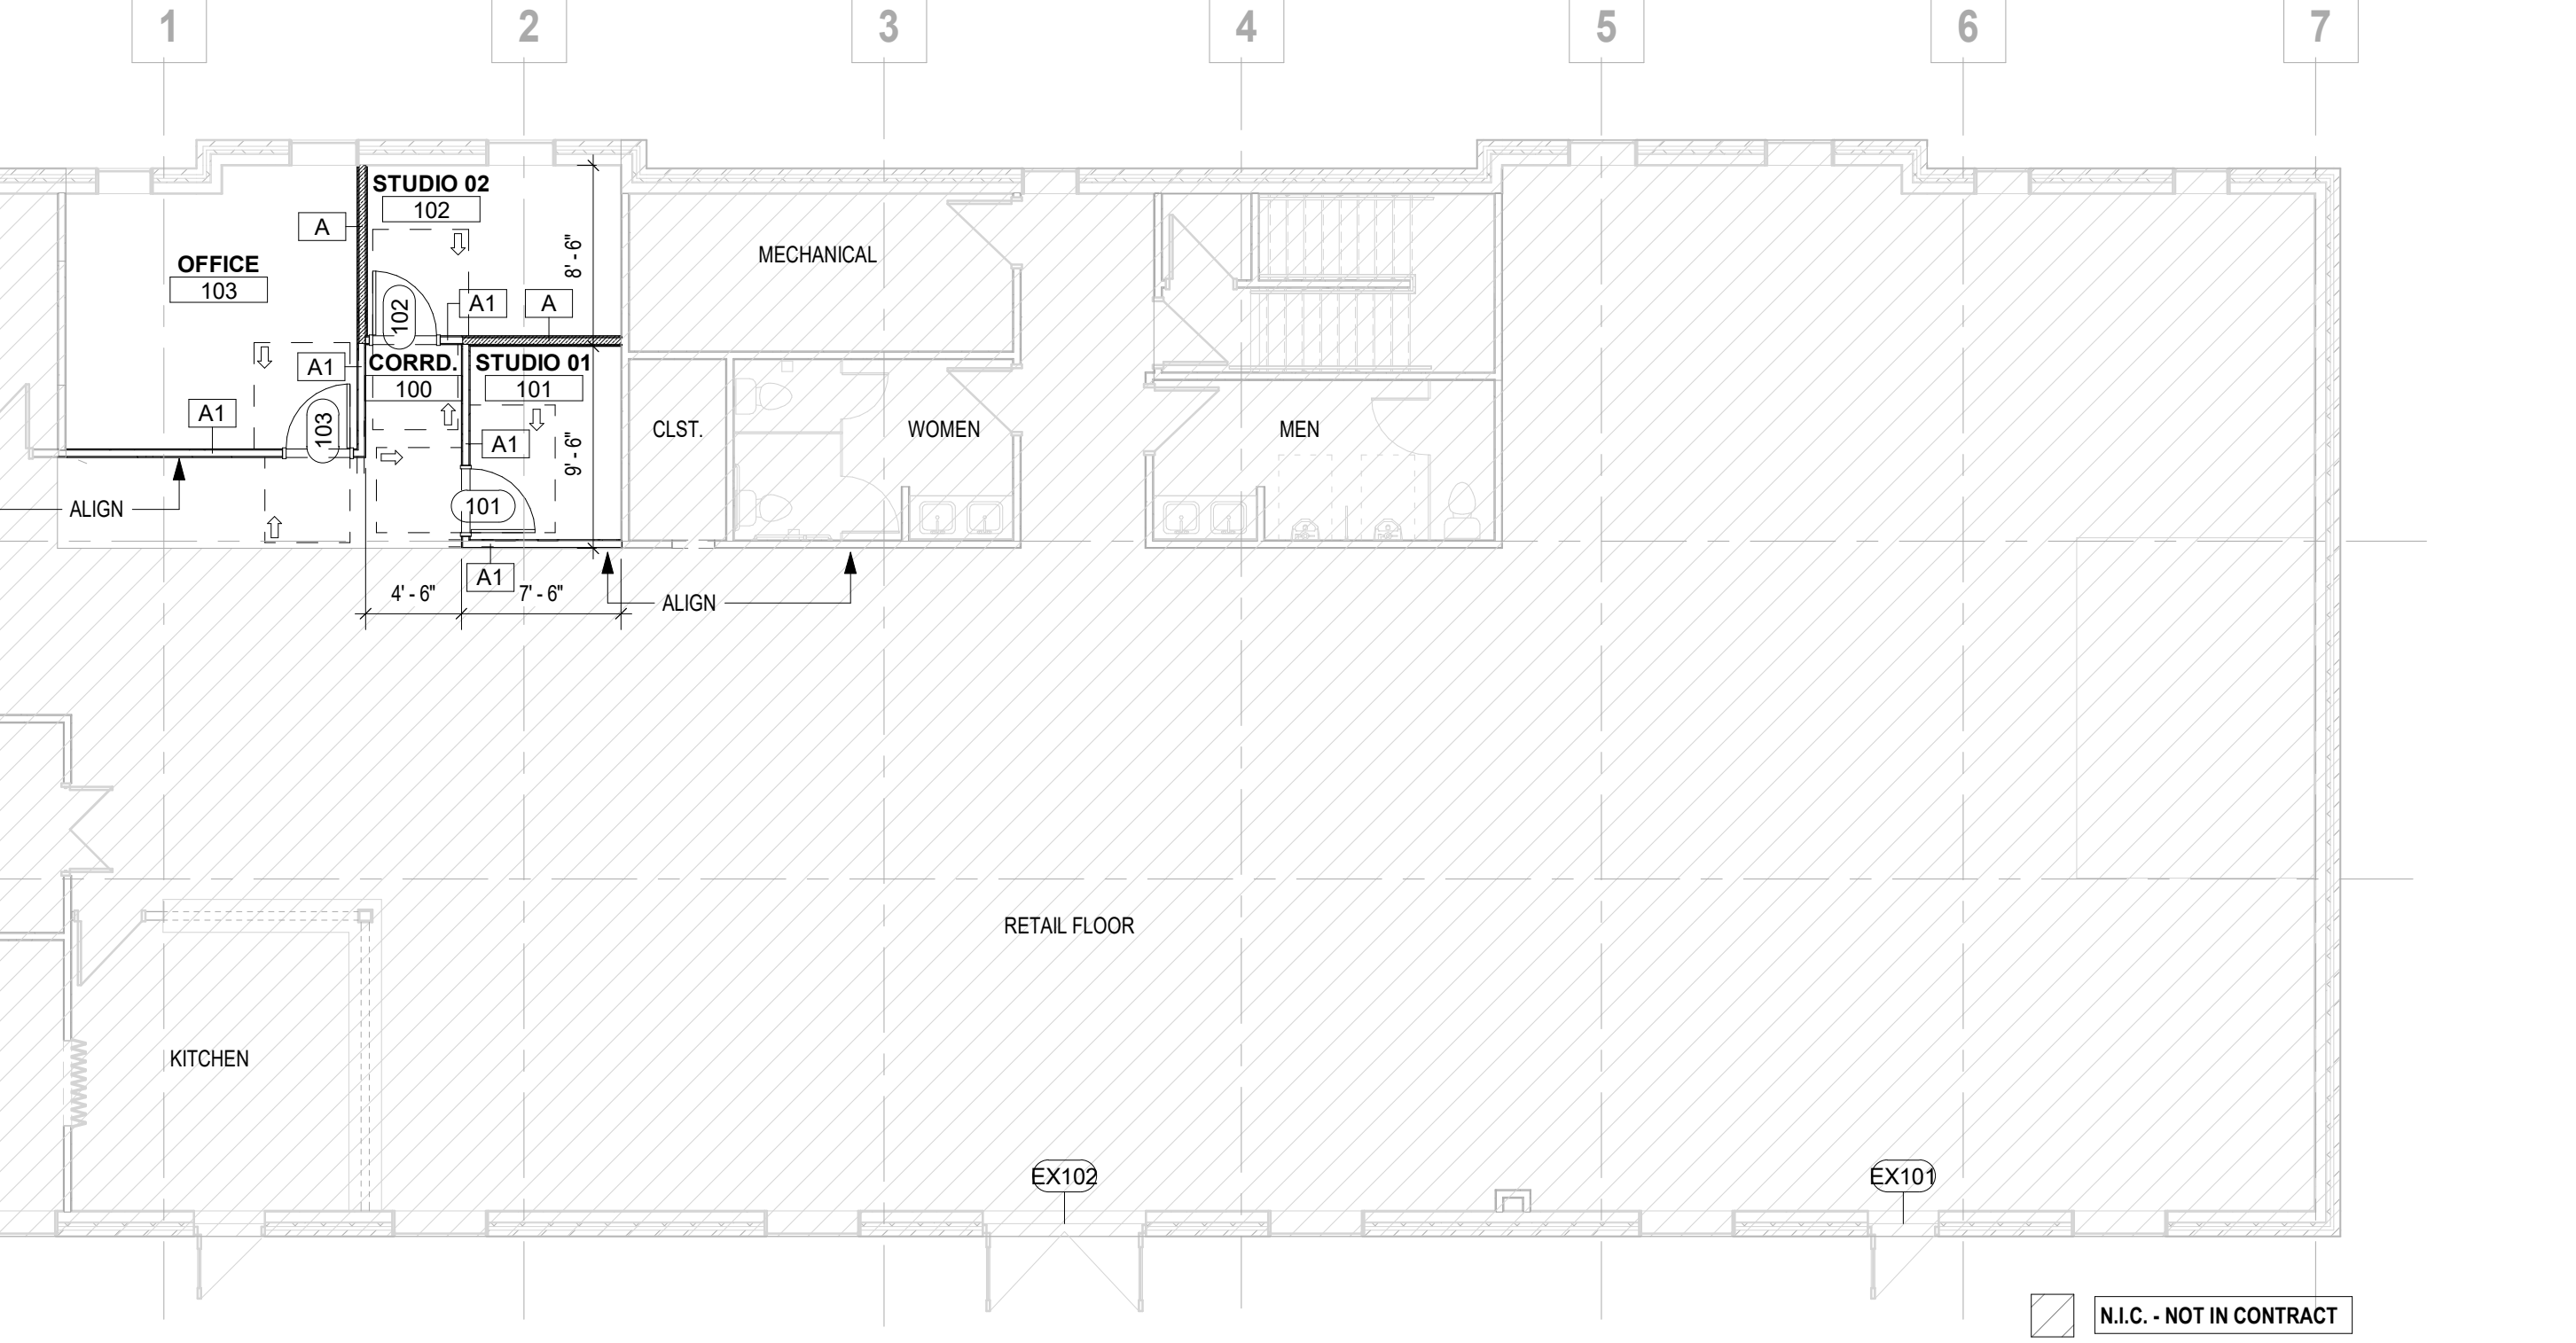 1
2
3
4
5
6
7
STUDIO 02
102
A
OFFICE
103
8' - 6"
MECHANICAL
102
A1
A
CORRD.
100
STUDIO 01
101
A1
A1
103
A1
9' - 6"
CLST.
WOMEN
MEN
101
ALIGN
A1
4' - 6"
7' - 6"
ALIGN
RETAIL FLOOR
KITCHEN
EX102
EX101
N.I.C. - NOT IN CONTRACT